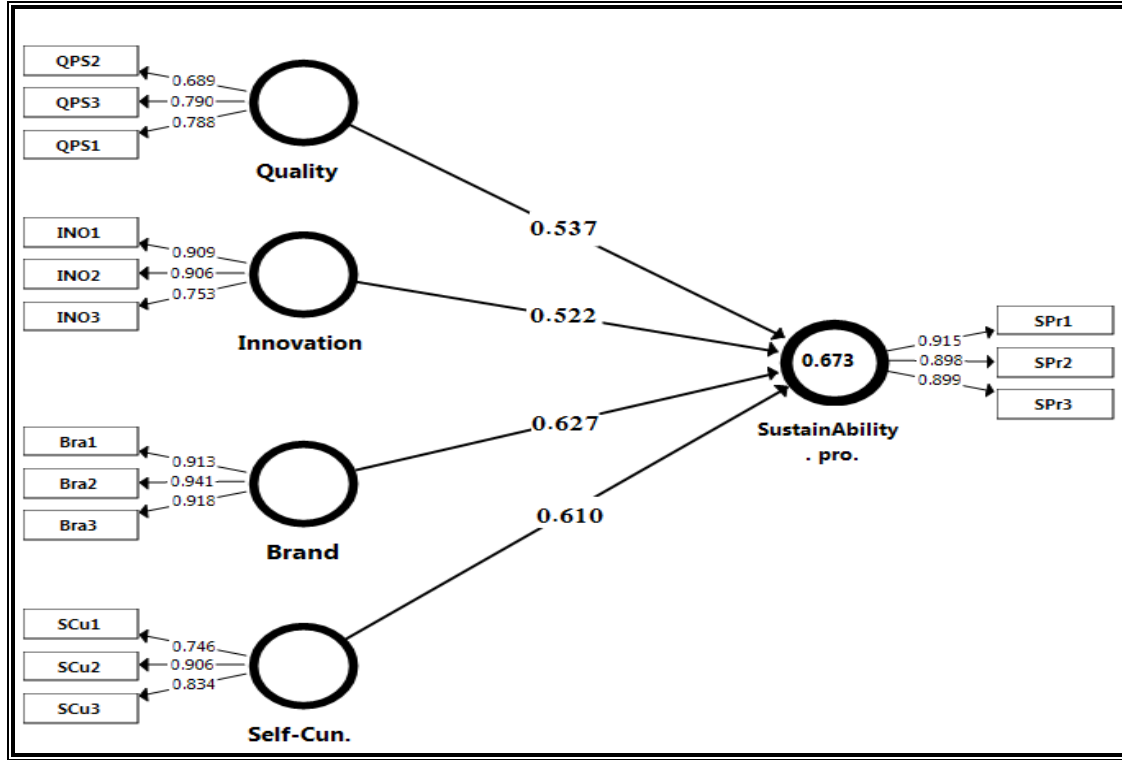 QPS2
0.689
QPS3
0.790
QPS1
0.788
Quality
0.537
INO1
0.909
INO2
0.906
INO3
0.753
Innovation
0.522
Bra1
0.913
Bra2
0.941
Bra3
0.918
Brand
0.627
SCu1
0.746
SCu2
0.906
SCu3
0.834
Self-Cun.
0.610
0.673
SustainAbility
. pro.
0.915
SPr1
0.898
SPr2
0.899
SPr3